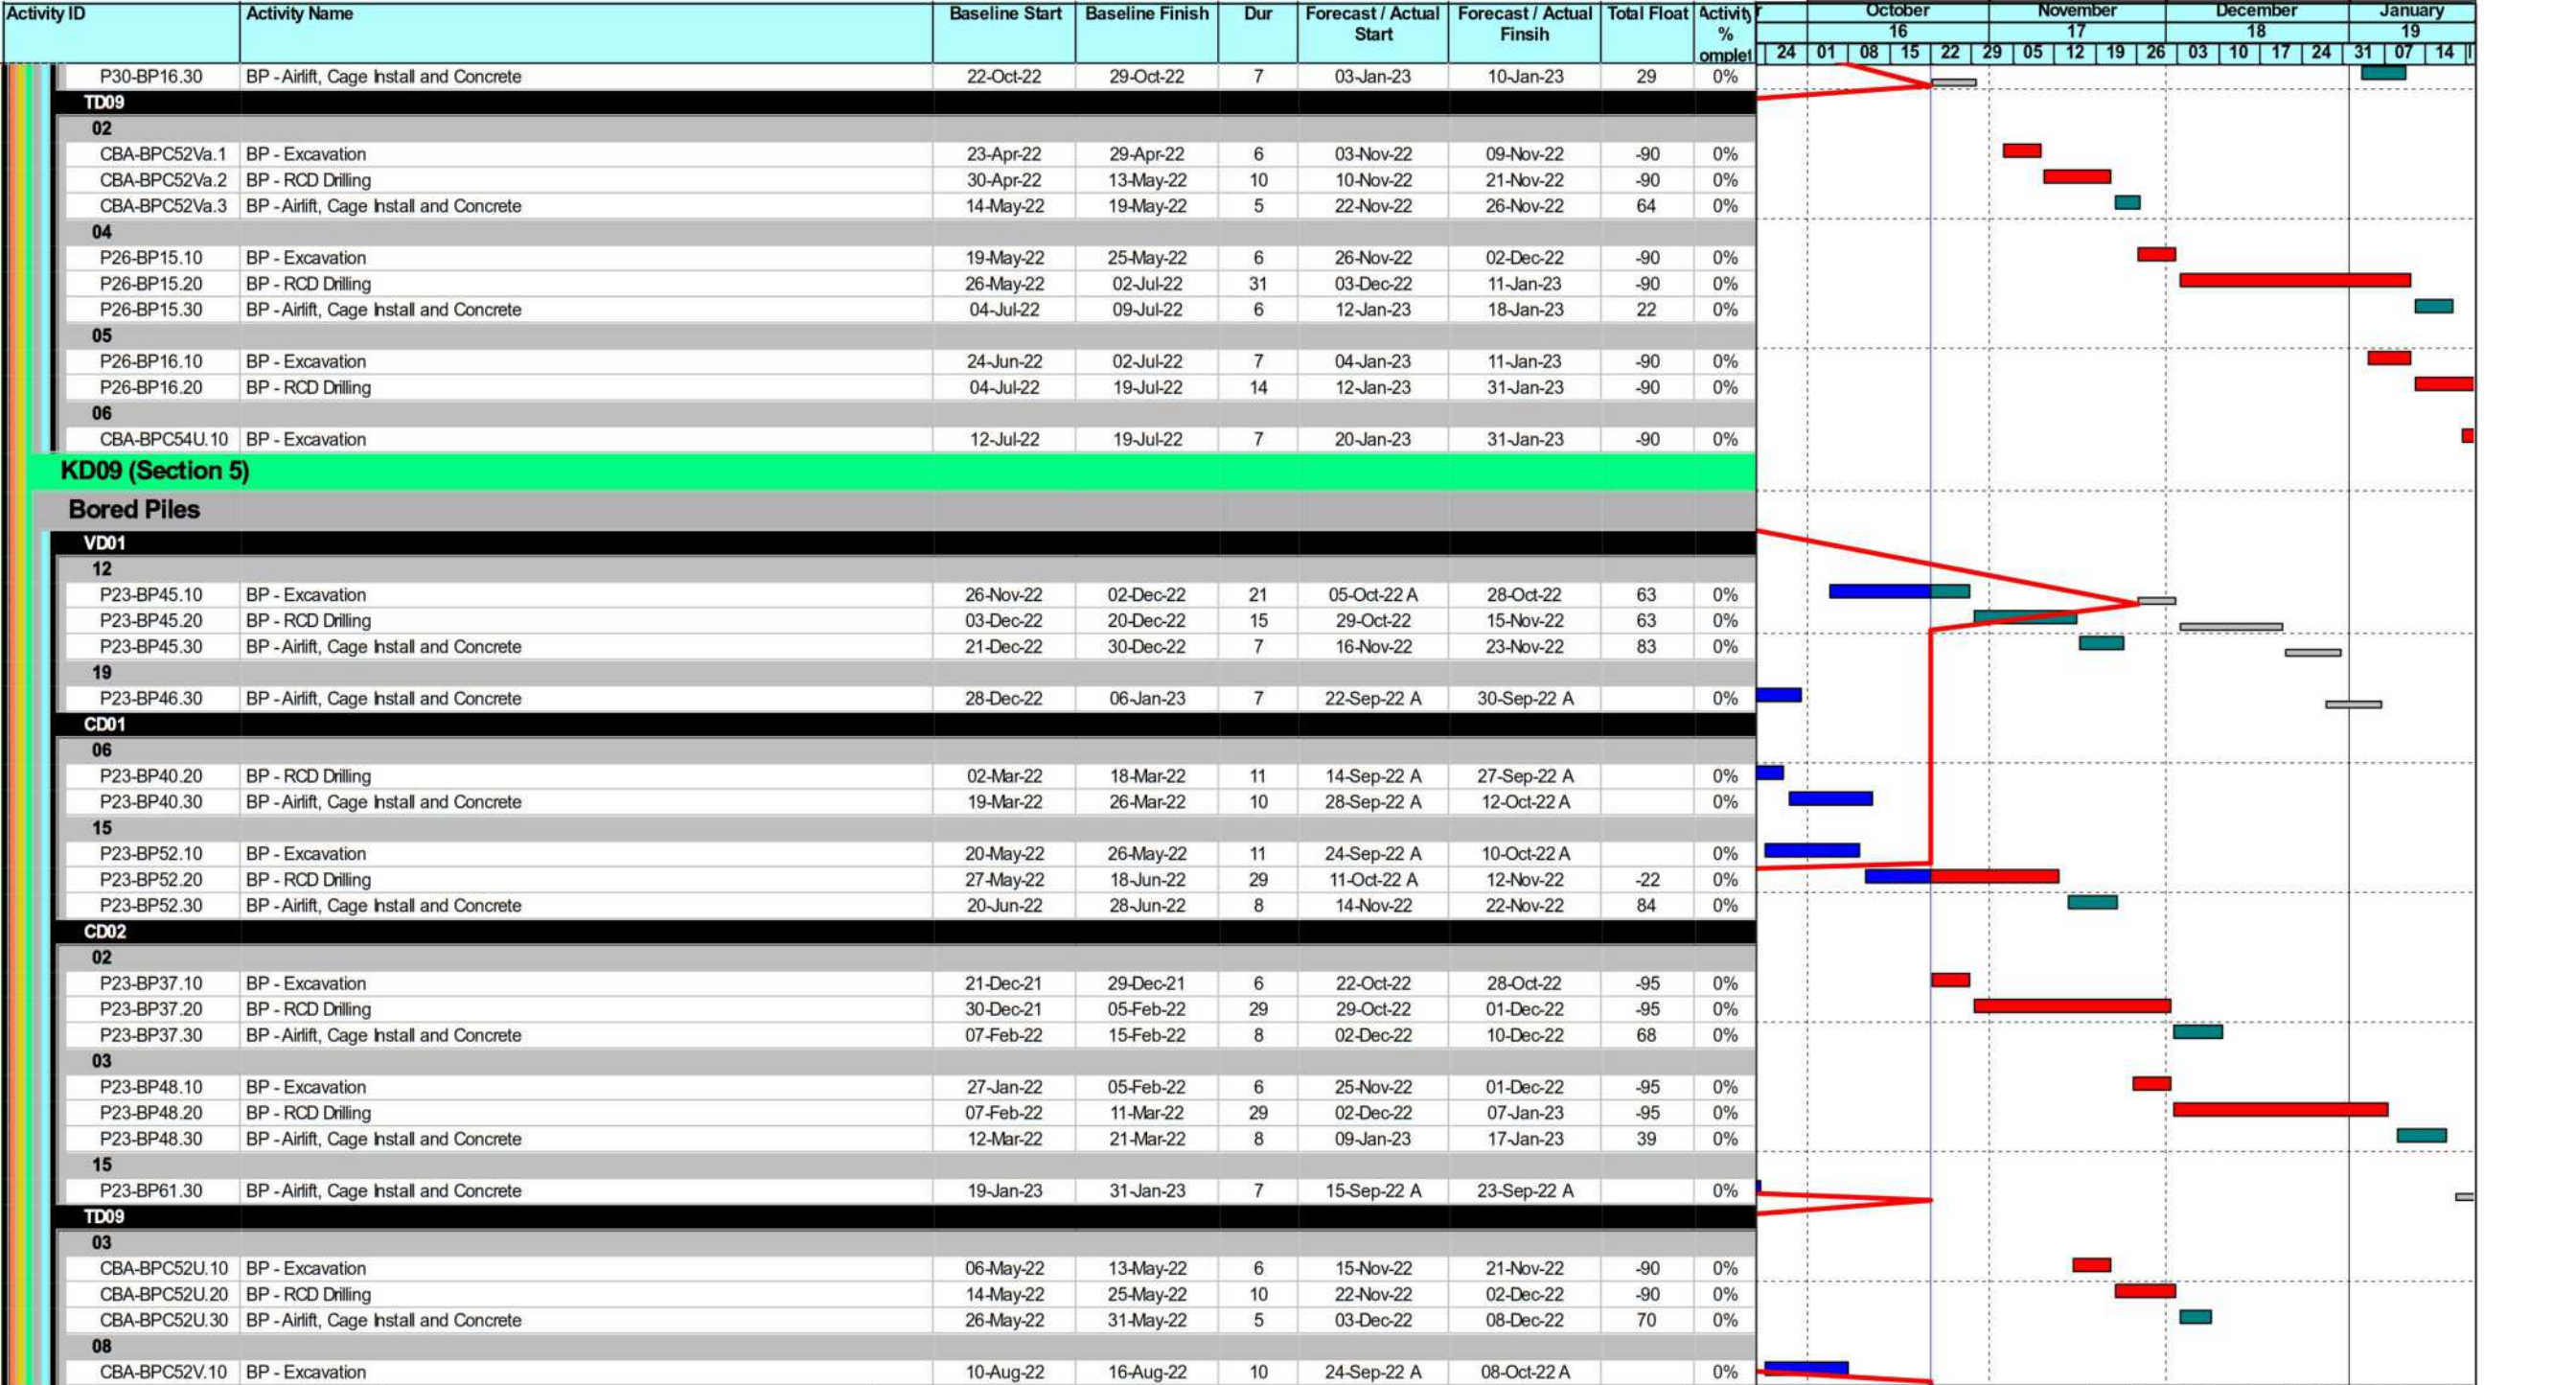 Activity ID Activity Name Baseline Start Baseline Finish Dur Forecast / Actual Start Forecast / Actual Finsih Total Float Activity % omplet October November December January
16 17 18 19
24 01 08 15 22 29 05 12 19 26 03 10 17 24 31 07 14
P30-BP16.30 BP - Airlift, Cage Install and Concrete 22-Oct-22 29-Oct-22 7 03-Jan-23 10-Jan-23 29 0%
TD09
02
CBA-BPC52Va.1 BP - Excavation 23-Apr-22 29-Apr-22 6 03-Nov-22 09-Nov-22 -90 0%
CBA-BPC52Va.2 BP - RCD Drilling 30-Apr-22 13-May-22 10 10-Nov-22 21-Nov-22 -90 0%
CBA-BPC52Va.3 BP - Airlift, Cage Install and Concrete 14-May-22 19-May-22 5 22-Nov-22 26-Nov-22 64 0%
04
P26-BP15.10 BP - Excavation 19-May-22 25-May-22 6 26-Nov-22 02-Dec-22 -90 0%
P26-BP15.20 BP - RCD Drilling 26-May-22 02-Jul-22 31 03-Dec-22 11-Jan-23 -90 0%
P26-BP15.30 BP - Airlift, Cage Install and Concrete 04-Jul-22 09-Jul-22 6 12-Jan-23 18-Jan-23 22 0%
05
P26-BP16.10 BP - Excavation 24-Jun-22 02-Jul-22 7 04-Jan-23 11-Jan-23 -90 0%
P26-BP16.20 BP - RCD Drilling 04-Jul-22 19-Jul-22 14 12-Jan-23 31-Jan-23 -90 0%
06
CBA-BPC54U.10 BP - Excavation 12-Jul-22 19-Jul-22 7 20-Jan-23 31-Jan-23 -90 0%
KD09 (Section 5)
Bored Piles
VD01
12
P23-BP45.10 BP - Excavation 26-Nov-22 02-Dec-22 21 05-Oct-22 A 28-Oct-22 63 0%
P23-BP45.20 BP - RCD Drilling 03-Dec-22 20-Dec-22 15 29-Oct-22 15-Nov-22 63 0%
P23-BP45.30 BP - Airlift, Cage Install and Concrete 21-Dec-22 30-Dec-22 7 16-Nov-22 23-Nov-22 83 0%
19
P23-BP46.30 BP - Airlift, Cage Install and Concrete 28-Dec-22 06-Jan-23 7 22-Sep-22 A 30-Sep-22 A 0%
CD01
06
P23-BP40.20 BP - RCD Drilling 02-Mar-22 18-Mar-22 11 14-Sep-22 A 27-Sep-22 A 0%
P23-BP40.30 BP - Airlift, Cage Install and Concrete 19-Mar-22 26-Mar-22 10 28-Sep-22 A 12-Oct-22 A 0%
15
P23-BP52.10 BP - Excavation 20-May-22 26-May-22 11 24-Sep-22 A 10-Oct-22 A 0%
P23-BP52.20 BP - RCD Drilling 27-May-22 18-Jun-22 29 11-Oct-22 A 12-Nov-22 -22 0%
P23-BP52.30 BP - Airlift, Cage Install and Concrete 20-Jun-22 28-Jun-22 8 14-Nov-22 22-Nov-22 84 0%
CD02
02
P23-BP37.10 BP - Excavation 21-Dec-21 29-Dec-21 6 22-Oct-22 28-Oct-22 -95 0%
P23-BP37.20 BP - RCD Drilling 30-Dec-21 05-Feb-22 29 29-Oct-22 01-Dec-22 -95 0%
P23-BP37.30 BP - Airlift, Cage Install and Concrete 07-Feb-22 15-Feb-22 8 02-Dec-22 10-Dec-22 68 0%
03
P23-BP48.10 BP - Excavation 27-Jan-22 05-Feb-22 6 25-Nov-22 01-Dec-22 -95 0%
P23-BP48.20 BP - RCD Drilling 07-Feb-22 11-Mar-22 29 02-Dec-22 07-Jan-23 -95 0%
P23-BP48.30 BP - Airlift, Cage Install and Concrete 12-Mar-22 21-Mar-22 8 09-Jan-23 17-Jan-23 39 0%
15
P23-BP61.30 BP - Airlift, Cage Install and Concrete 19-Jan-23 31-Jan-23 7 15-Sep-22 A 23-Sep-22 A 0%
TD09
03
CBA-BPC52U.10 BP - Excavation 06-May-22 13-May-22 6 15-Nov-22 21-Nov-22 -90 0%
CBA-BPC52U.20 BP - RCD Drilling 14-May-22 25-May-22 10 22-Nov-22 02-Dec-22 -90 0%
CBA-BPC52U.30 BP - Airlift, Cage Install and Concrete 26-May-22 31-May-22 5 03-Dec-22 08-Dec-22 70 0%
08
CBA-BPC52V.10 BP - Excavation 10-Aug-22 16-Aug-22 10 24-Sep-22 A 08-Oct-22 A 0%